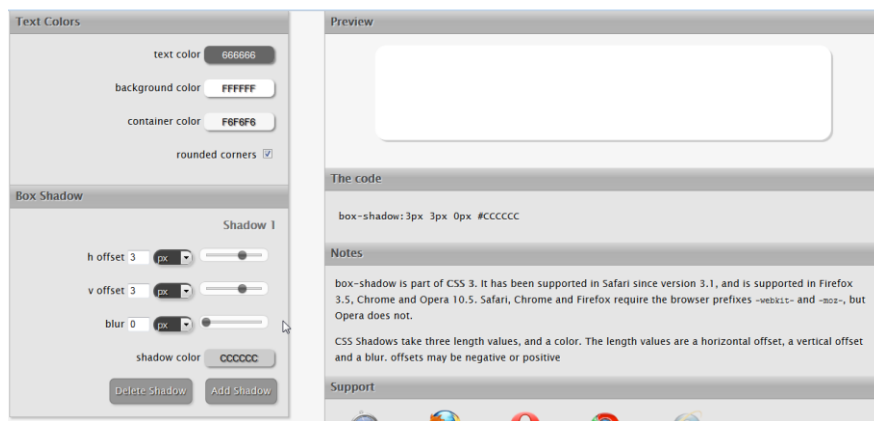 Text Colors
text color 666666
background color FFFFFF
container color F6F6F6
rounded corners
Box Shadow
Shadow 1
h offset 3 px
v offset 3 px
blur 0 px
shadow color CCCCCC
Delete Shadow Add Shadow
Preview
The code
box-shadow:3px 3px 0px #CCCCCC
Notes
box-shadow is part of CSS 3. It has been supported in Safari since version 3.1, and is supported in Firefox
3.5, Chrome and Opera 10.5. Safari, Chrome and Firefox require the browser prefixes -webkit- and -moz-, but
Opera does not.
CSS Shadows take three length values, and a color. The length values are a horizontal offset, a vertical offset
and a blur. offsets may be negative or positive
Support